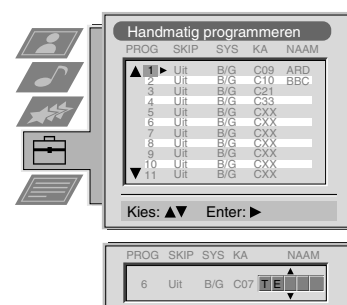 Handmatig programmeren
PROG SKIP SYS KA NAAM
1 Uit B/G C09 ARD
2 Uit B/G C10 BBC
3 Uit B/G C21
4 Uit B/G C33
5 Uit B/G CXX
6 Uit B/G CXX
7 Uit B/G CXX
8 Uit B/G CXX
9 Uit B/G CXX
10 Uit B/G CXX
11 Uit B/G CXX
Kies: ▲▼ Enter: ►
PROG SKIP SYS KA NAAM
6 Uit B/G C07 T E